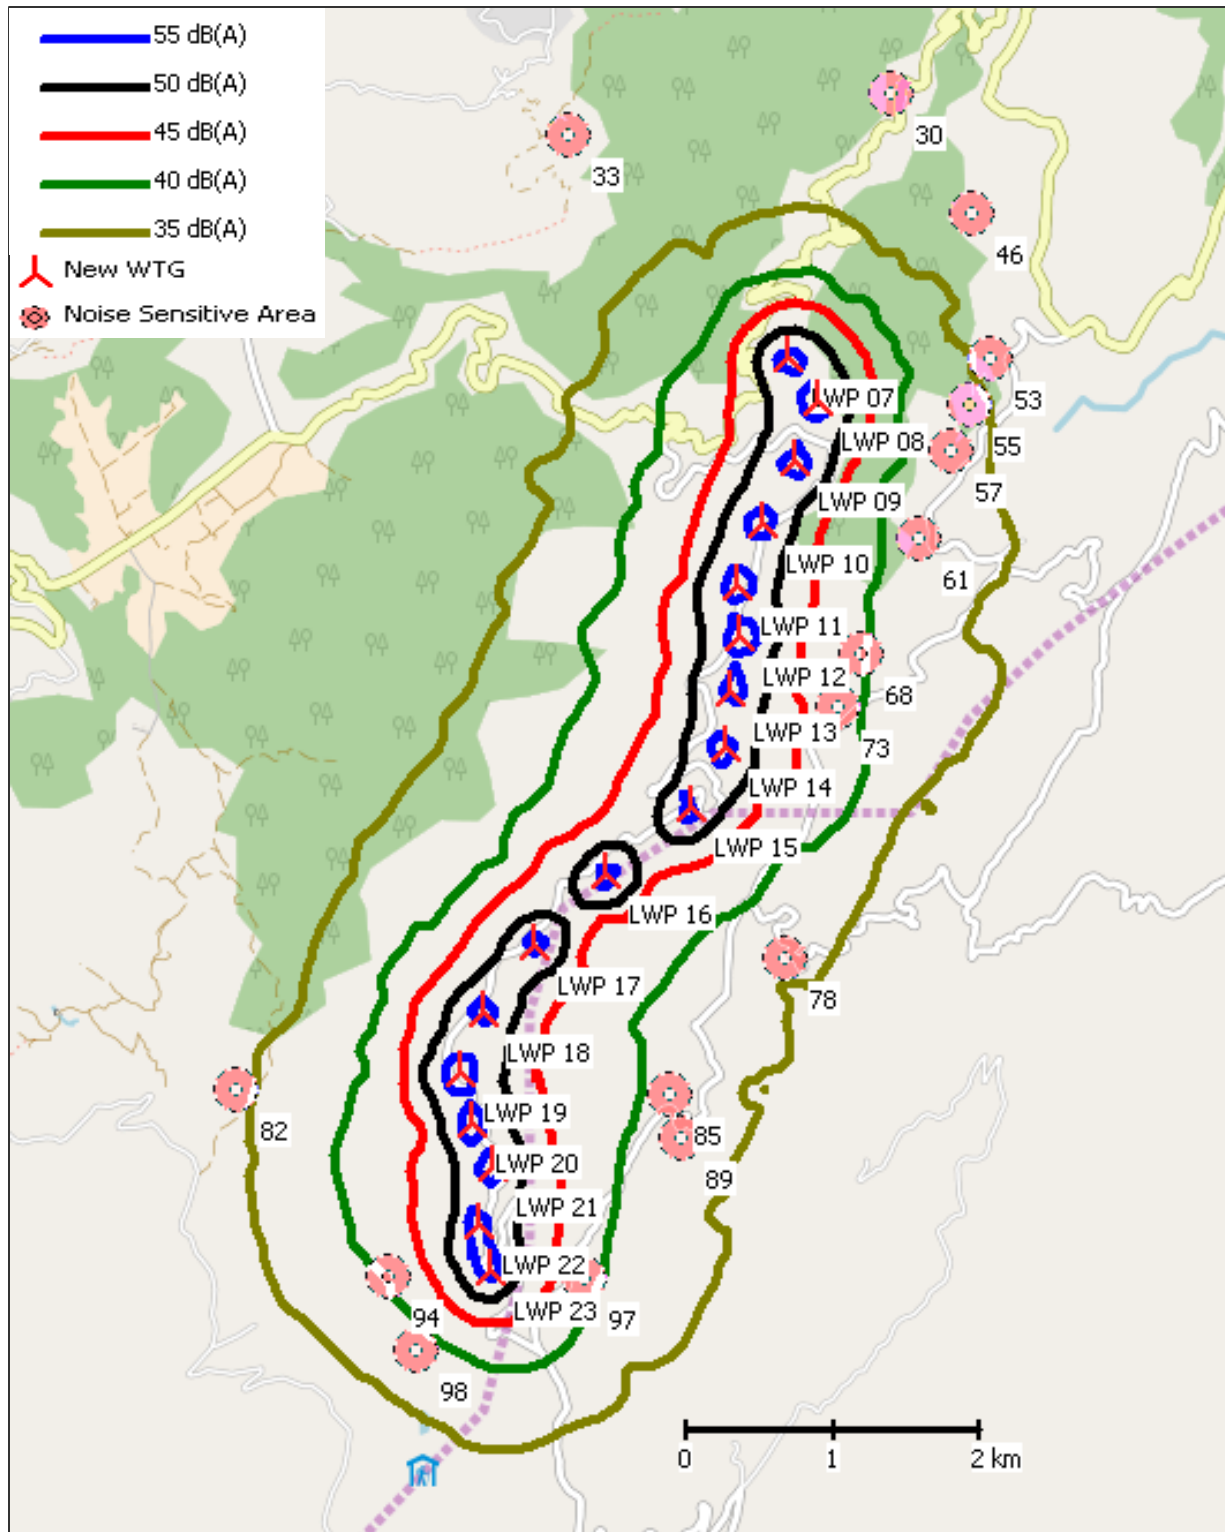 55 dB(A)
50 dB(A)
45 dB(A)
40 dB(A)
35 dB(A)
New WTG
Noise Sensitive Area
30
33
46
53
LWP 07
LWP 08
55
57
LWP 09
LWP 10
61
LWP 11
LWP 12
68
LWP 13
73
LWP 14
LWP 15
LWP 16
LWP 17
78
LWP 18
LWP 19
82
85
LWP 20
89
LWP 21
LWP 22
LWP 23
94
97
98
0 1 2 km